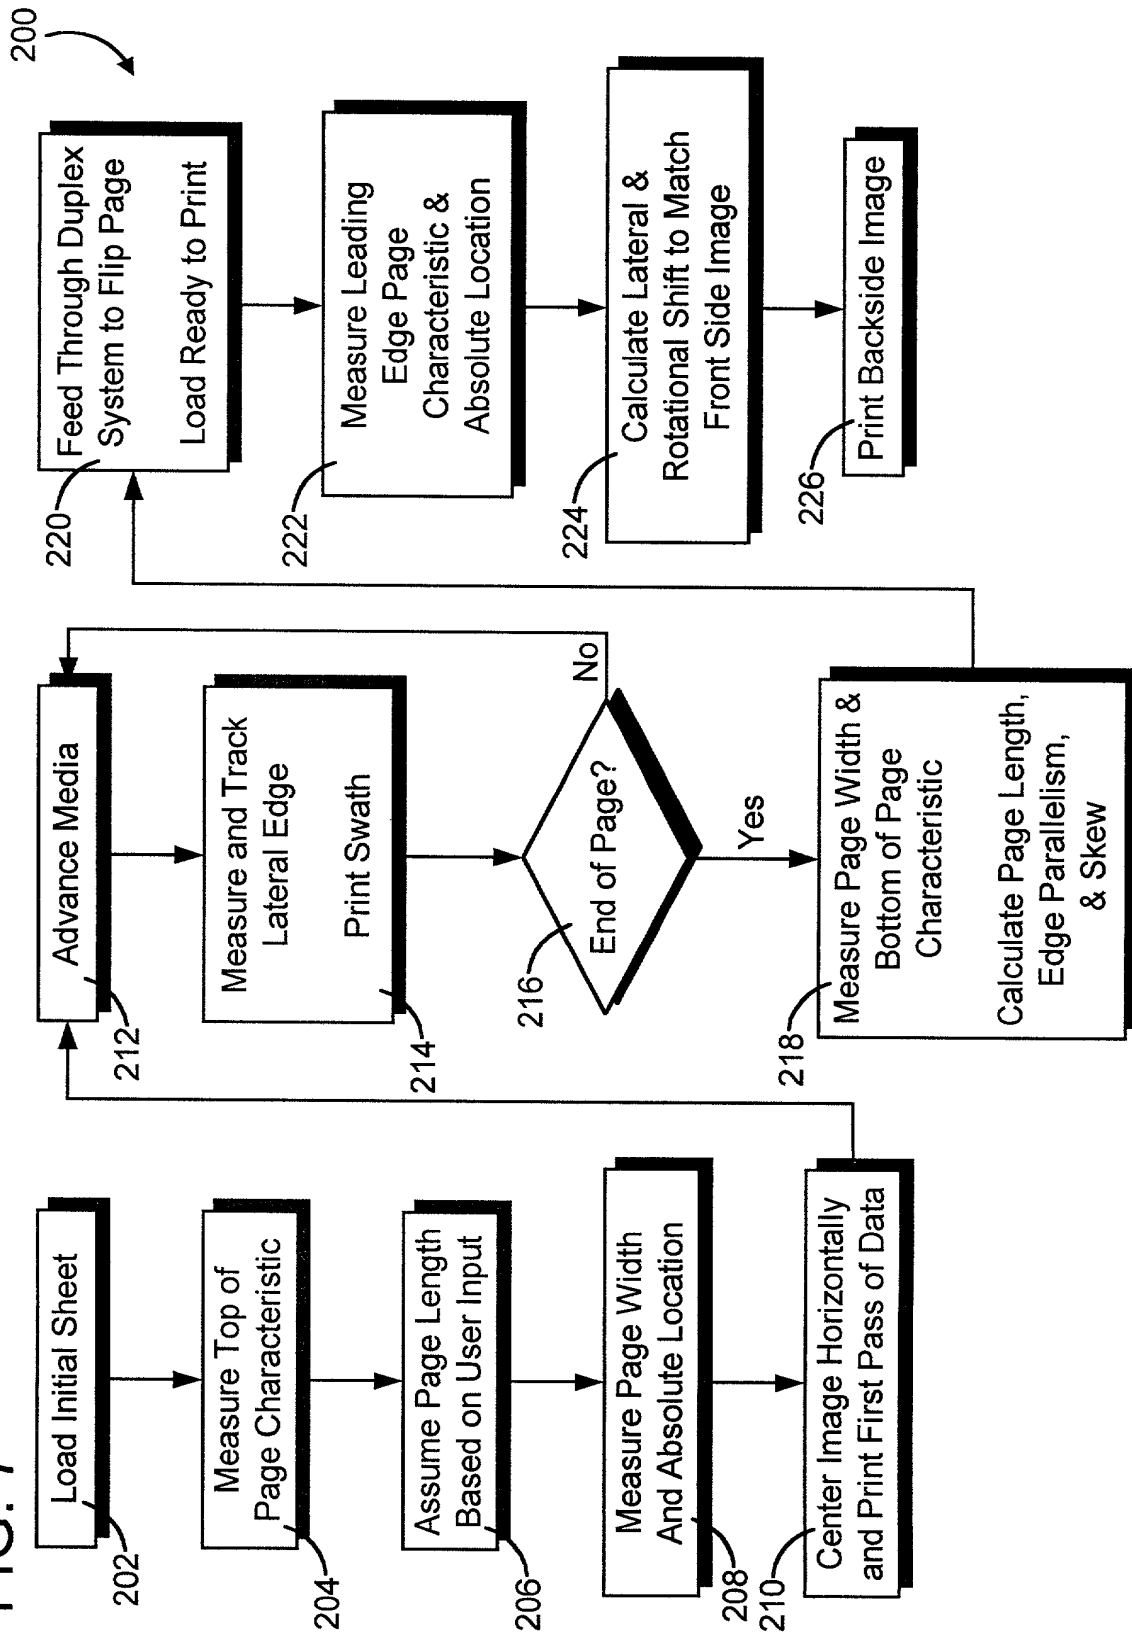 FIG. 7
200
Load Initial Sheet
202
Measure Top of
Page Characteristic
204
Assume Page Length
Based on User Input
206
Measure Page Width
And Absolute Location
208
Center Image Horizontally
and Print First Pass of Data
210
Advance Media
212
Measure and Track
Lateral Edge
Print Swath
214
End of Page?
216
No
Yes
Measure Page Width &
Bottom of Page
Characteristic
Calculate Page Length,
Edge Parallelism,
& Skew
218
Feed Through Duplex
System to Flip Page
Load Ready to Print
220
Measure Leading
Edge Page
Characteristic &
Absolute Location
222
Calculate Lateral &
Rotational Shift to Match
Front Side Image
224
Print Backside Image
226